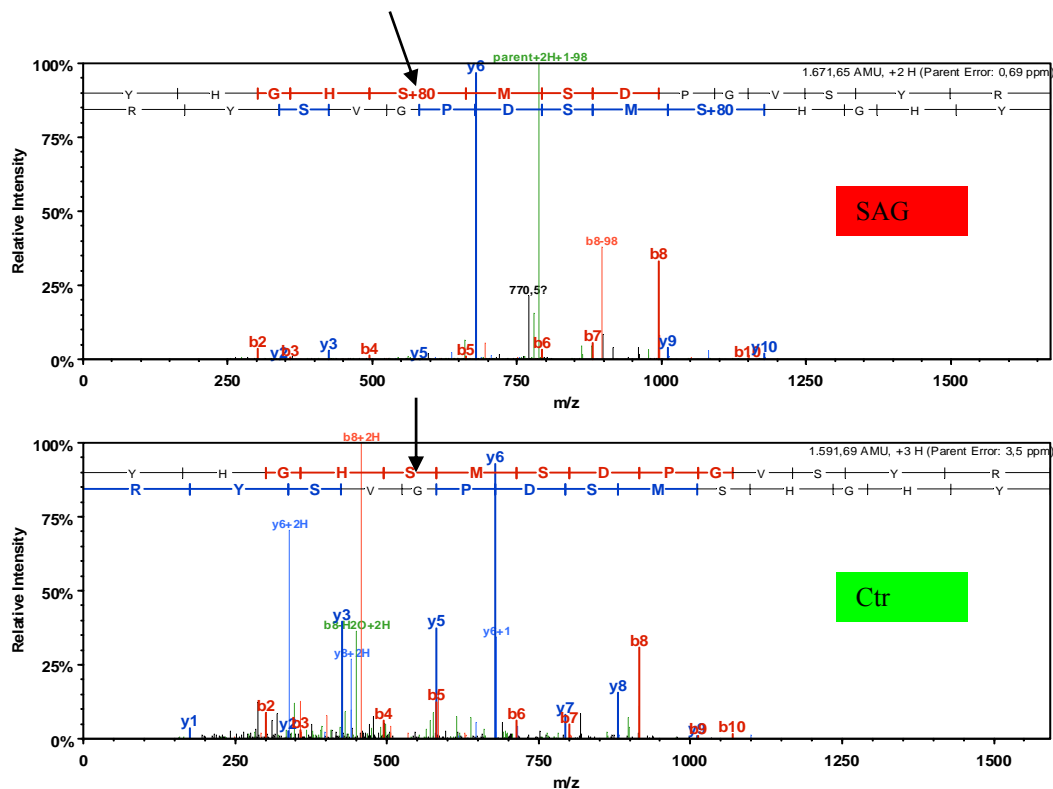 parent+2H+1-98
y6
1.671,65 AMU, +2 H (Parent Error: 0,69 ppm)
Y H G H S+80 M S D P G V S Y R
R Y S V G P D S M S+80 H G H Y
100%
75%
50%
25%
0%
Relative Intensity
SAG
b8-98
b8
770,5?
b2 y2 b3 y3 b4 y5 b5 b6 b7 y9 b10 y10
0 250 500 750 1000 1250 1500
m/z
b8+2H
y6
1.591,69 AMU, +3 H (Parent Error: 3,5 ppm)
Y H G H S M S D P G V S Y R
R Y S V G P D S M S H G H Y
100%
75%
50%
25%
0%
Relative Intensity
y6+2H
Ctr
y3 y5
b8-H2O+2H y6+1
y8+2H b8
y1 b2 y2 b3 b4 b5 b6 y7 b7 y8 y9 b10
0 250 500 750 1000 1250 1500
m/z